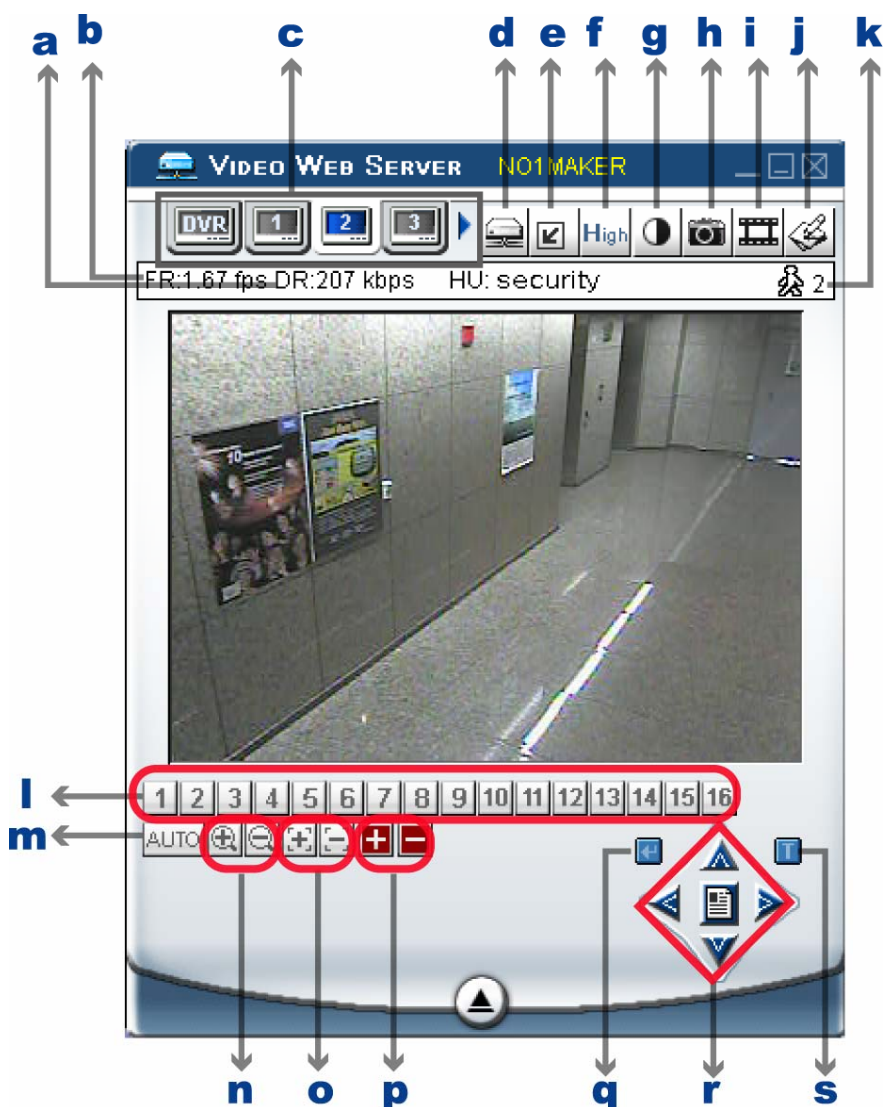 a b c d e f g h i j k
VIDEO WEB SERVER NO1MAKER
DVR 1 2 3 High
FR:1.67 fps DR:207 kbps HU: security 2
10
l 1 2 3 4 5 6 7 8 9 10 11 12 13 14 15 16
m AUTO
T
n o p q r s